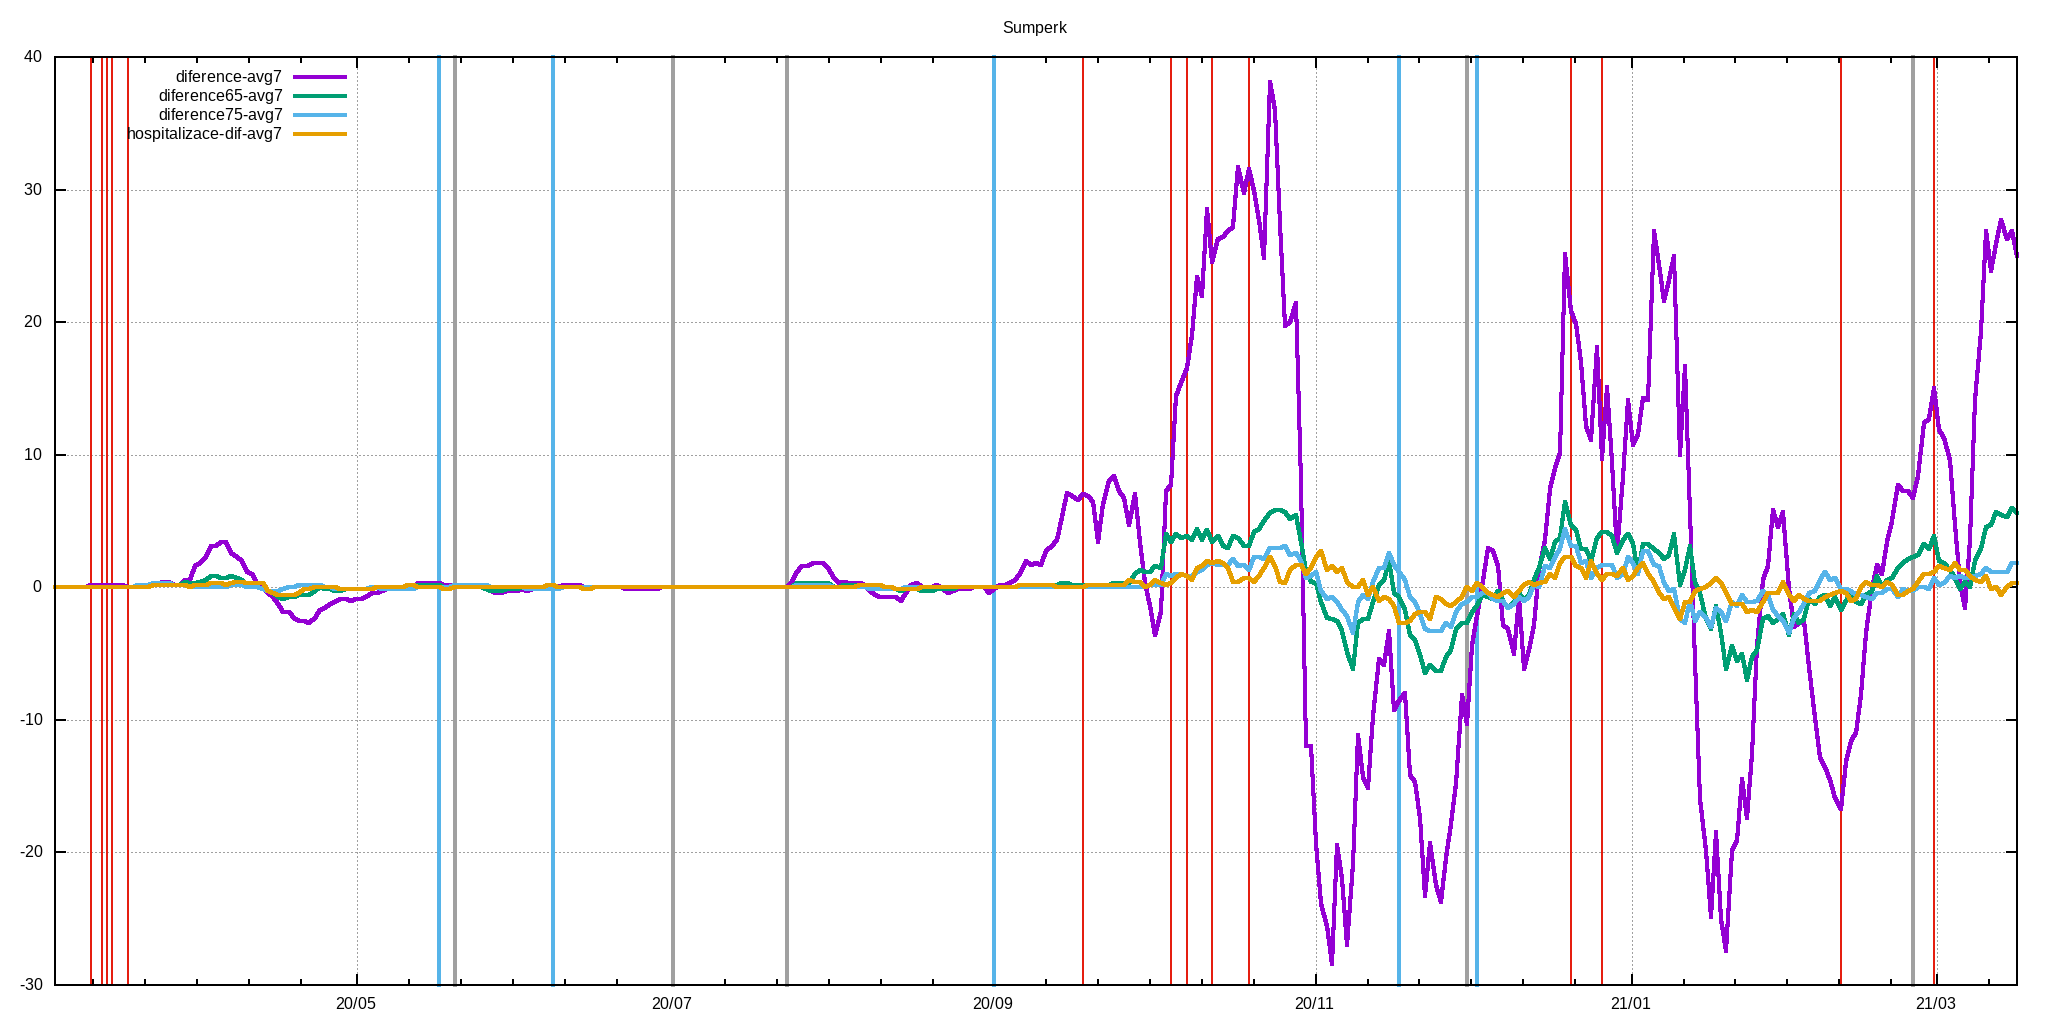 Sumperk
40
30
20
10
0
-10
-20
-30
diference-avg7
diference65-avg7
diference75-avg7
hospitalizace-dif-avg7
20/05
20/07
20/09
20/11
21/01
21/03